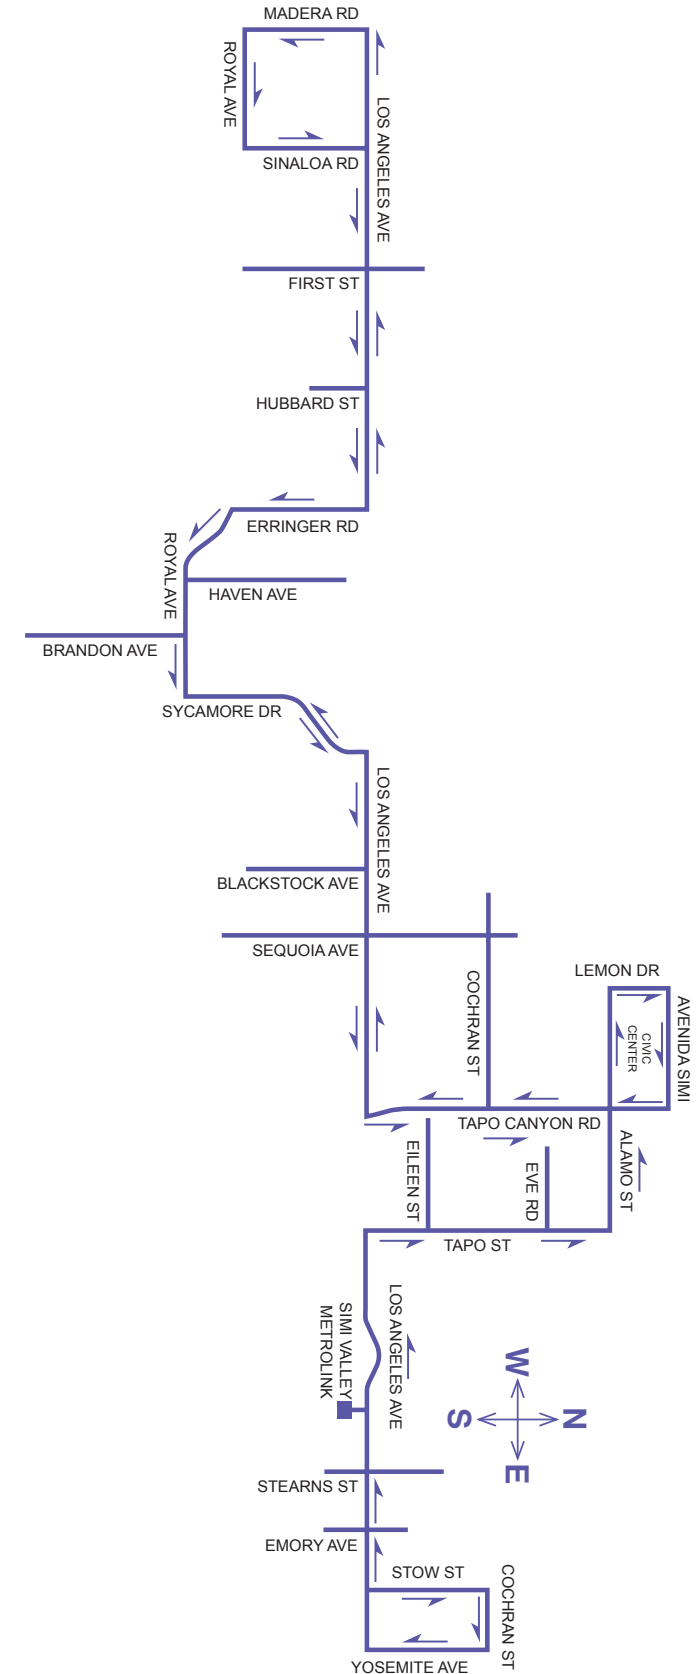 MADERA RD
ROYAL AVE
LOS ANGELES AVE
SINALOA RD
FIRST ST
HUBBARD ST
ERRINGER RD
ROYAL AVE
HAVEN AVE
BRANDON AVE
SYCAMORE DR
LOS ANGELES AVE
BLACKSTOCK AVE
SEQUOIA AVE
COCHRAN ST
LEMON DR
AVENIDA SIMI
CIVIC
CENTER
TAPO CANYON RD
EILEEN ST
EVE RD
ALAMO ST
TAPO ST
LOS ANGELES AVE
SIMI VALLEY
METROLINK
W
N
S
E
STEARNS ST
EMORY AVE
STOW ST
COCHRAN ST
YOSEMITE AVE